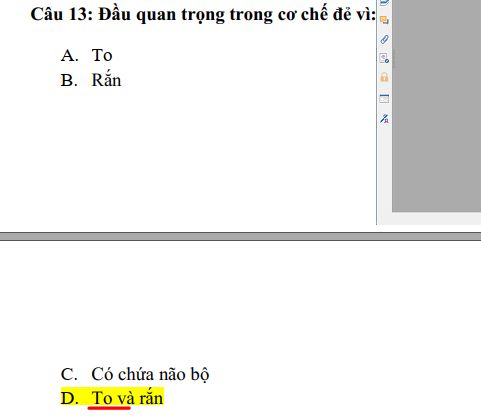 Câu 13: Đầu quan trọng trong cơ chế đẻ vì:
A. To
B. Rắn
C. Có chứa não bộ
D. To và rắn